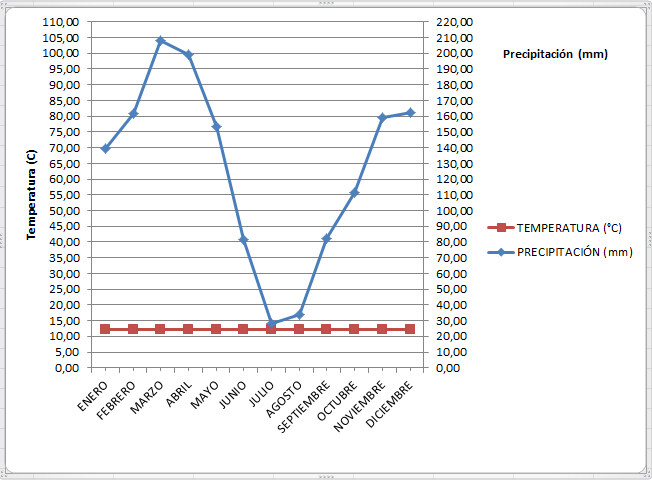 110,00
105,00
100,00
95,00
90,00
85,00
80,00
75,00
70,00
65,00
60,00
55,00
50,00
45,00
40,00
35,00
30,00
25,00
20,00
15,00
10,00
5,00
0,00
Temperatura (C)
220,00
210,00
200,00
190,00
180,00
170,00
160,00
150,00
140,00
130,00
120,00
110,00
100,00
90,00
80,00
70,00
60,00
50,00
40,00
30,00
20,00
10,00
0,00
Precipitación (mm)
TEMPERATURA (°C)
PRECIPITACIÓN (mm)
ENERO
FEBRERO
MARZO
ABRIL
MAYO
JUNIO
JULIO
AGOSTO
SEPTIEMBRE
OCTUBRE
NOVIEMBRE
DICIEMBRE